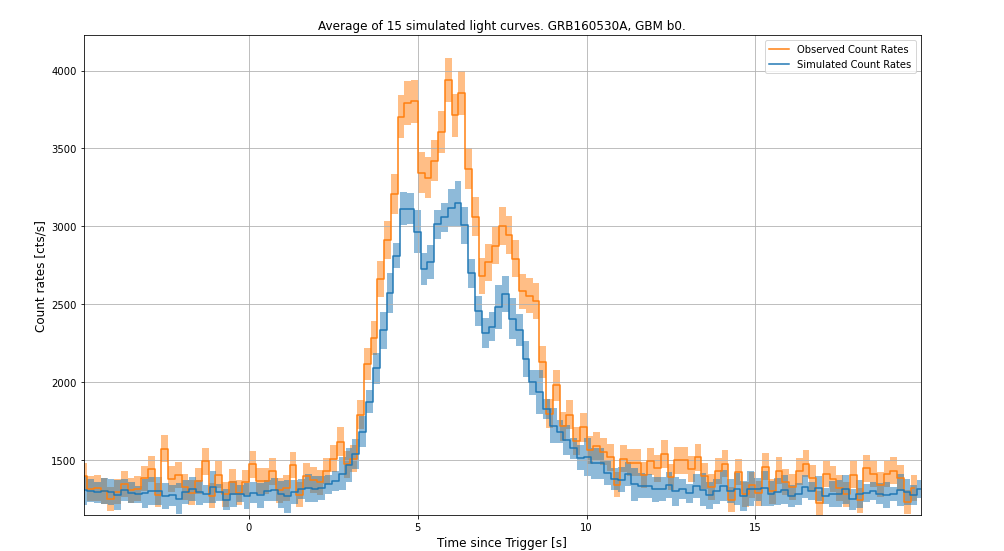 Average of 15 simulated light curves. GRB160530A, GBM b0.
Observed Count Rates
Simulated Count Rates
4000
3500
3000
2500
2000
1500
Count rates [cts/s]
0
5
10
15
Time since Trigger [s]